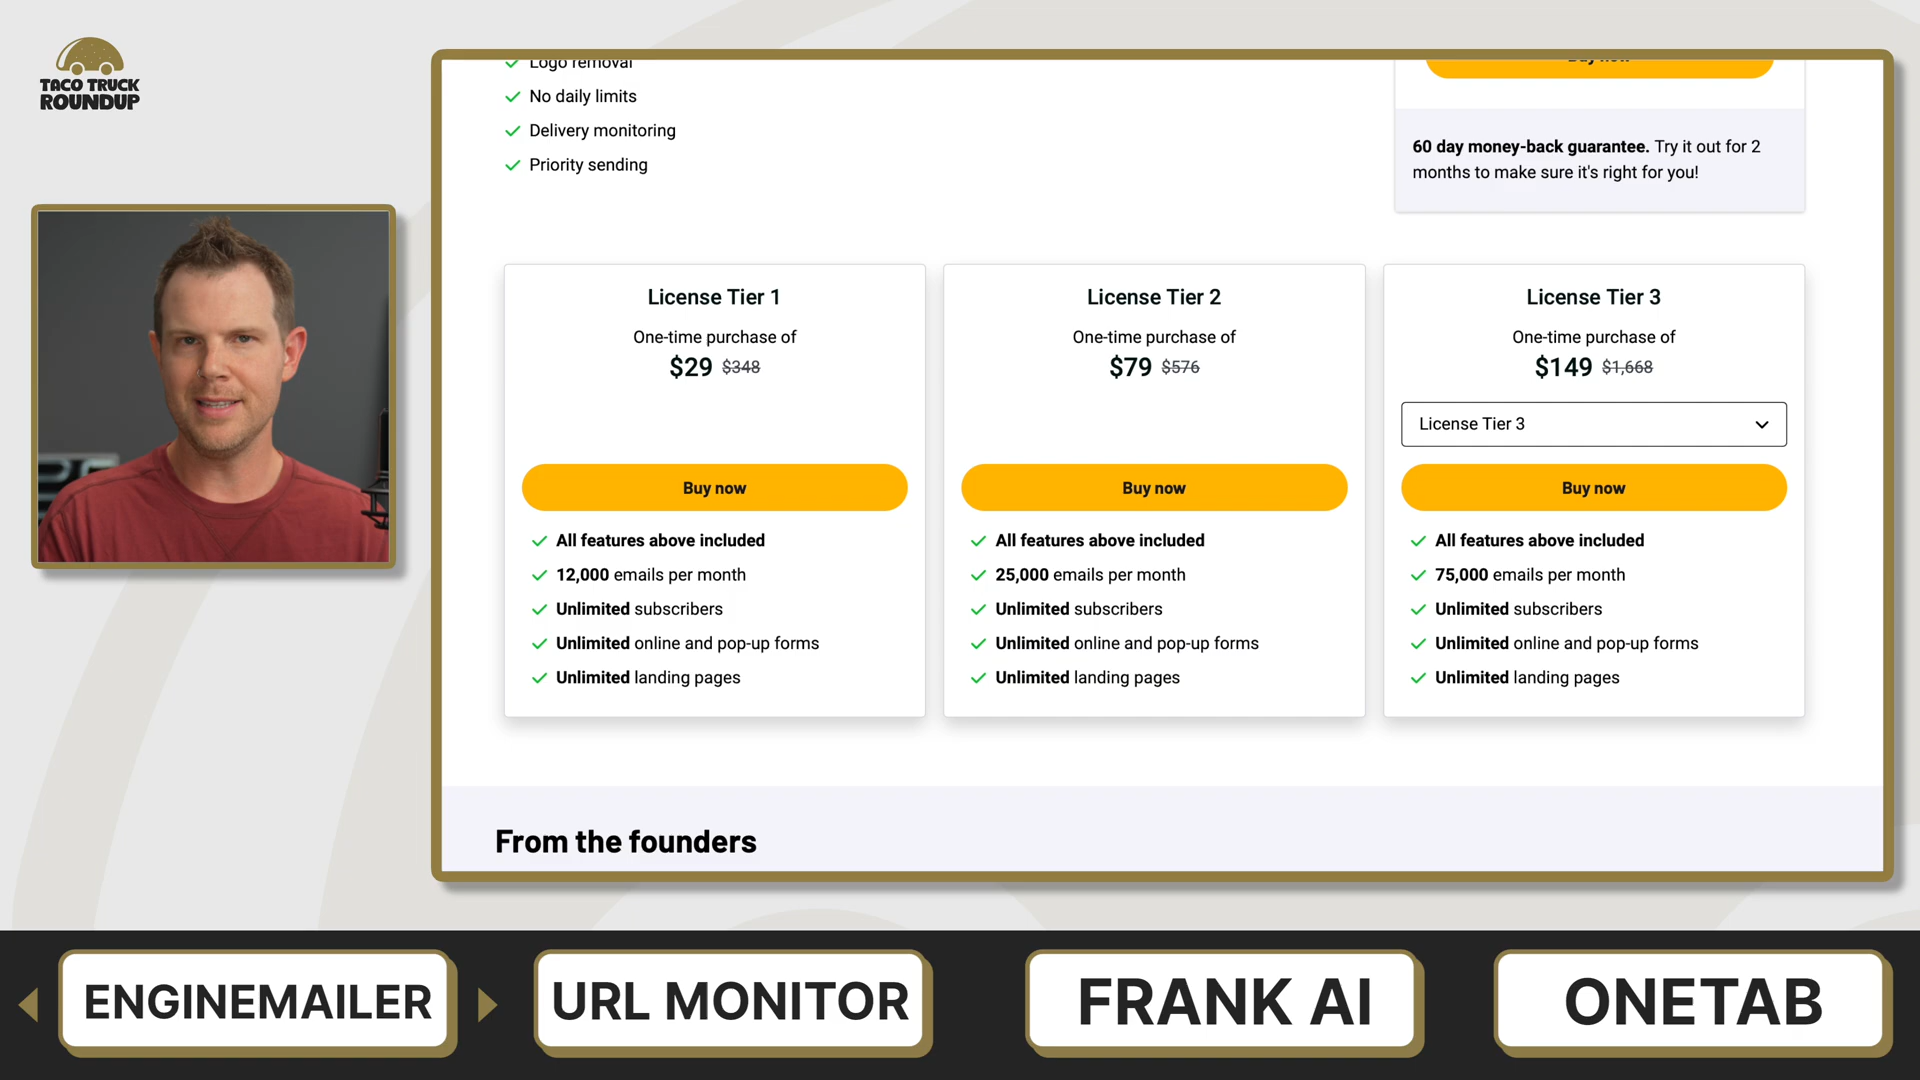 TACO TRUCK
ROUNDUP
Logo removal
No daily limits
Delivery monitoring
Priority sending
Buy now
60 day money-back guarantee. Try it out for 2
months to make sure it's right for you!
License Tier 1
One-time purchase of
$29 $348
Buy now
All features above included
12,000 emails per month
Unlimited subscribers
Unlimited online and pop-up forms
Unlimited landing pages
License Tier 2
One-time purchase of
$79 $576
Buy now
All features above included
25,000 emails per month
Unlimited subscribers
Unlimited online and pop-up forms
Unlimited landing pages
License Tier 3
One-time purchase of
$149 $1,668
License Tier 3
Buy now
All features above included
75,000 emails per month
Unlimited subscribers
Unlimited online and pop-up forms
Unlimited landing pages
From the founders
ENGINEMAILER
URL MONITOR
FRANK AI
ONETAB